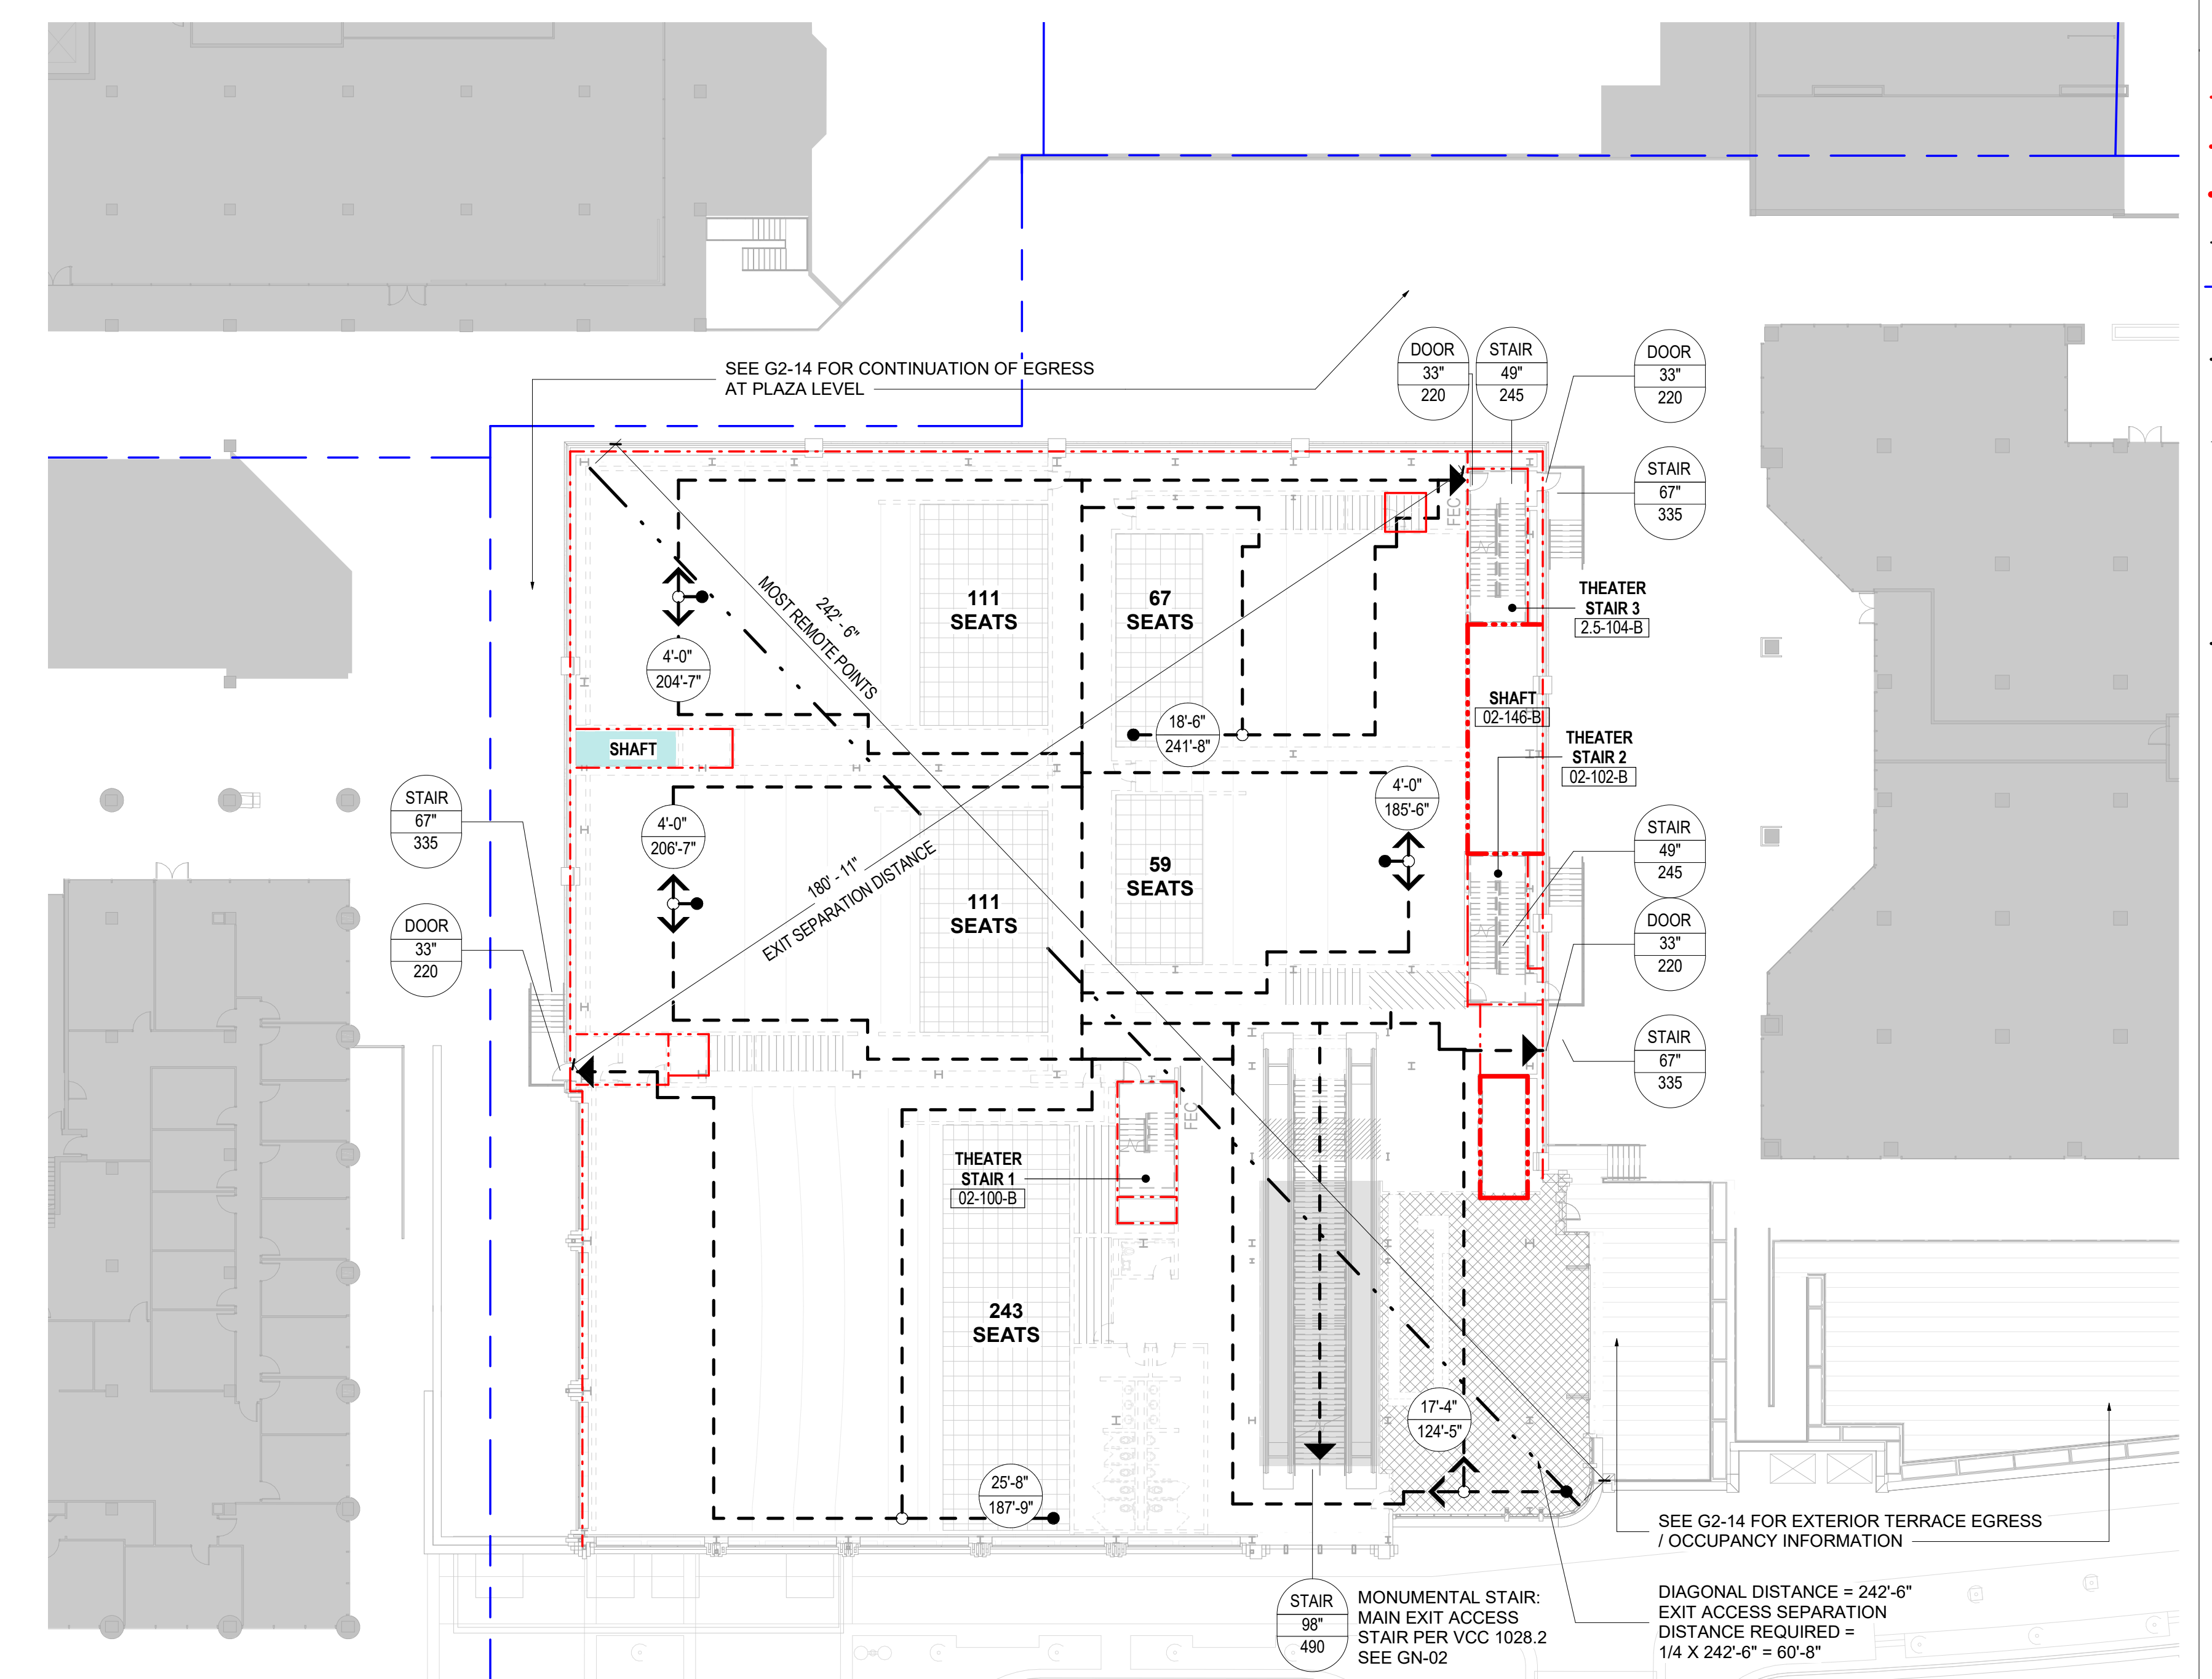 SEE G2-14 FOR CONTINUATION OF EGRESS
AT PLAZA LEVEL
DOOR
33"
220
STAIR
49"
245
DOOR
33"
220
STAIR
67"
335
FEC
THEATER
STAIR 3
2.5-104-B
111
SEATS
67
SEATS
242' - 6"
MOST REMOTE POINTS
4'-0"
204'-7"
SHAFT
02-146-B
18'-6"
241'-8"
SHAFT
THEATER
STAIR 2
02-102-B
STAIR
67"
335
4'-0"
206'-7"
4'-0"
185'-6"
STAIR
49"
245
180' - 11"
EXIT SEPARATION DISTANCE
111
SEATS
59
SEATS
DOOR
33"
220
DOOR
33"
220
STAIR
67"
335
FEC
THEATER
STAIR 1
02-100-B
243
SEATS
17'-4"
124'-5"
25'-8"
187'-9"
SEE G2-14 FOR EXTERIOR TERRACE EGRESS
/ OCCUPANCY INFORMATION
STAIR
98"
490
MONUMENTAL STAIR:
MAIN EXIT ACCESS
STAIR PER VCC 1028.2
SEE GN-02
DIAGONAL DISTANCE = 242'-6"
EXIT ACCESS SEPARATION
DISTANCE REQUIRED =
1/4 X 242'-6" = 60'-8"